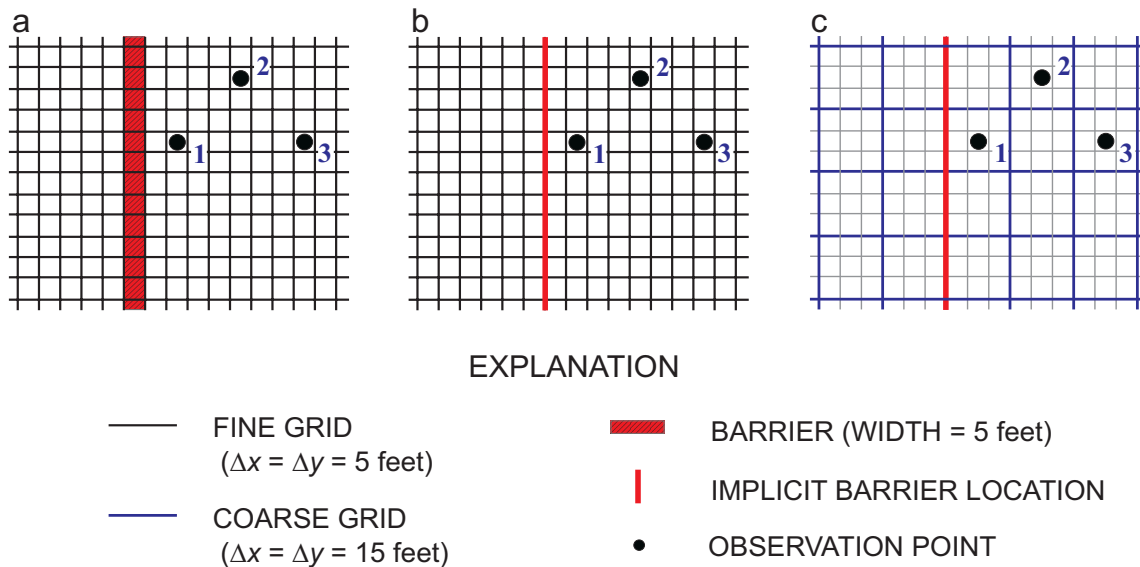 a
b
c
2
1
3
2
1
3
2
1
3
EXPLANATION
FINE GRID
(Δx = Δy = 5 feet)
COARSE GRID
(Δx = Δy = 15 feet)
BARRIER (WIDTH = 5 feet)
IMPLICIT BARRIER LOCATION
OBSERVATION POINT